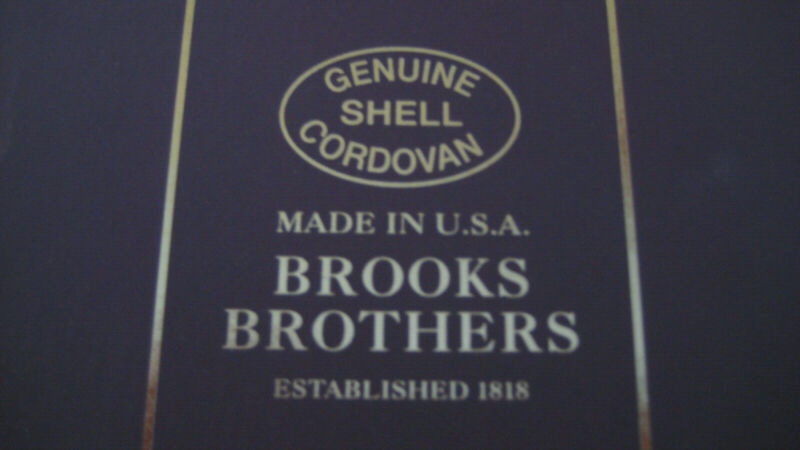 GENUINE
SHELL
CORDOVAN
MADE IN U.S.A.
BROOKS
BROTHERS
ESTABLISHED 1818